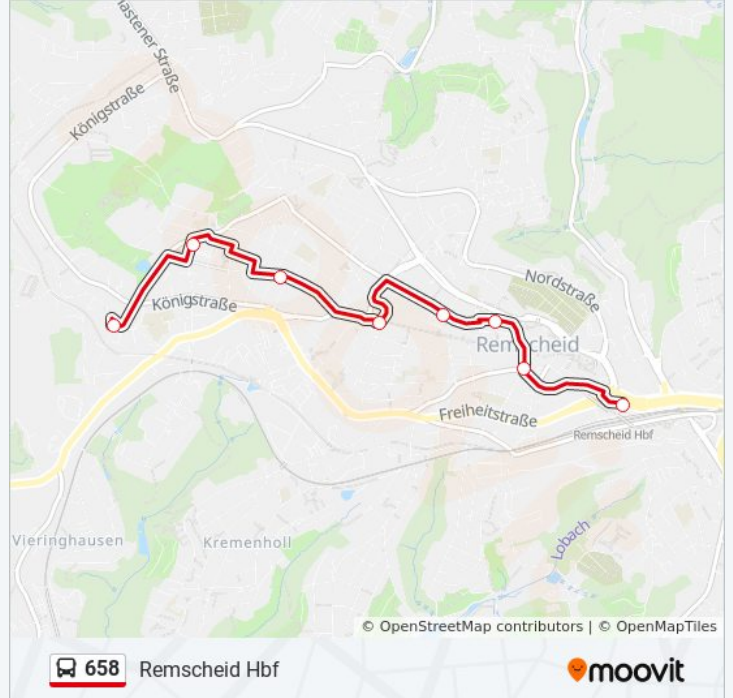 hastener Straße
Königstraße
Königstraße
Nordstraße
Remscheid
Freiheitstraße
Remscheid Hbf
Vieringhausen
Kremenholl
Lobach
© OpenStreetMap contributors | © OpenMapTiles
658 Remscheid Hbf
moovit